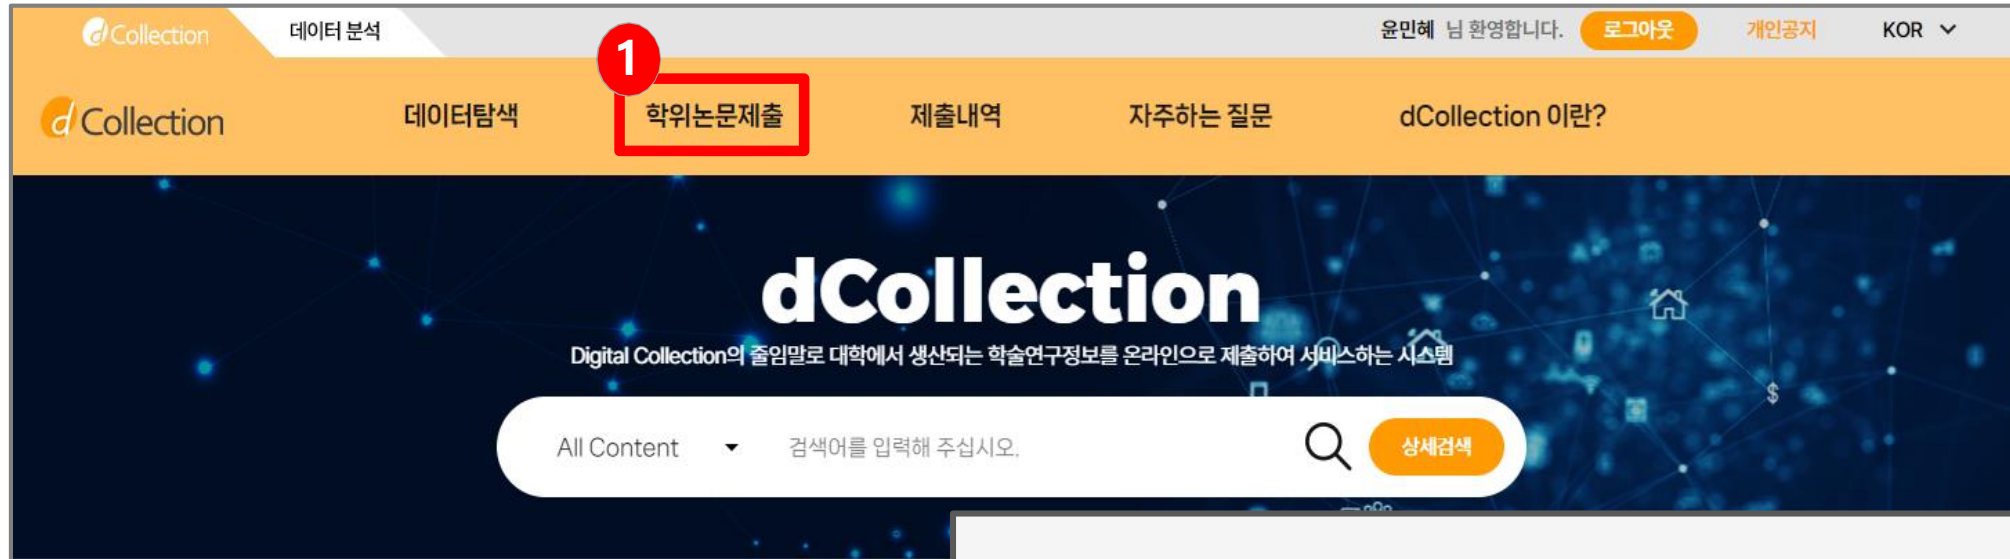 dCollection
데이터 분석
윤민혜 님 환영합니다.
로그아웃
개인공지
KOR
1
dCollection
데이터탐색
학위논문제출
제출내역
자주하는 질문
dCollection 이란?
dCollection
Digital Collection의 줄임말로 대학에서 생산되는 학술연구정보를 온라인으로 제출하여 서비스하는 시스템
All Content
검색어를 입력해 주십시오.
상세검색
$